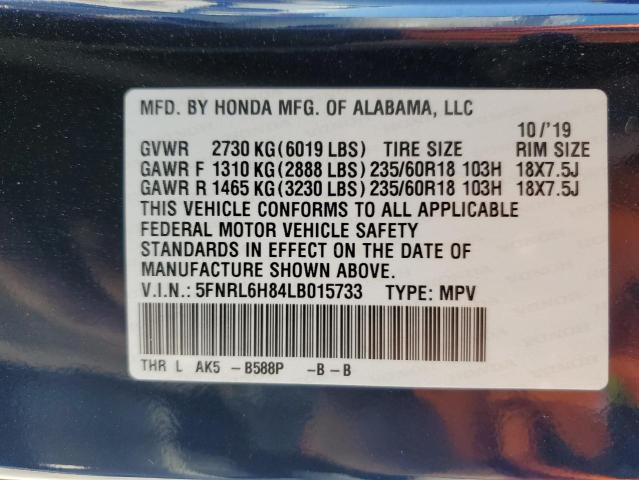 MFD. BY HONDA MFG. OF ALABAMA, LLC
10/'19
GVWR 2730 KG(6019 LBS) TIRE SIZE RIM SIZE
GAWR F 1310 KG(2888 LBS) 235/60R18 103H 18X7.5J
GAWR R 1465 KG(3230 LBS) 235/60R18 103H 18X7.5J
THIS VEHICLE CONFORMS TO ALL APPLICABLE
FEDERAL MOTOR VEHICLE SAFETY
STANDARDS IN EFFECT ON THE DATE OF
MANUFACTURE SHOWN ABOVE.
V.I.N.: 5FNRL6H84LB015733 TYPE: MPV
THR L AK5 -B588P -B-B